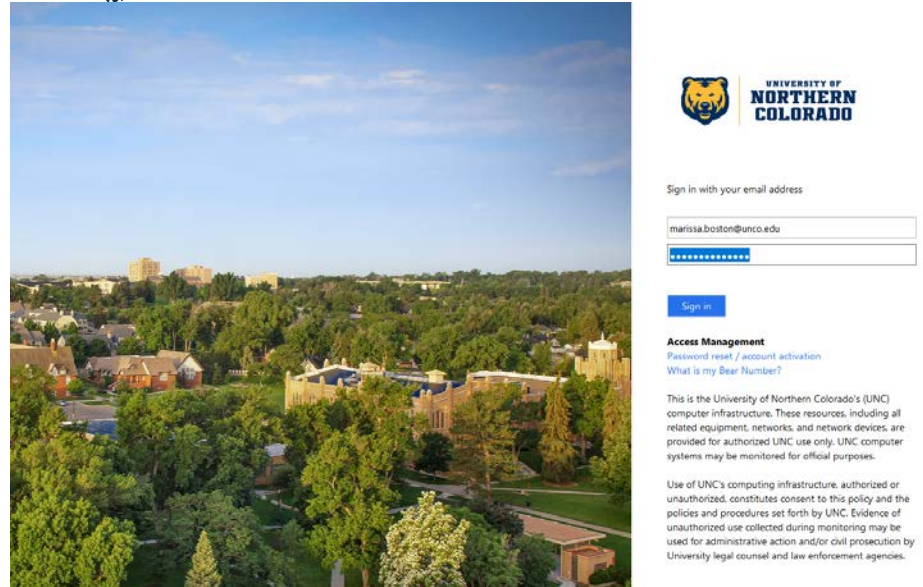 UNIVERSITY OF
NORTHERN
COLORADO
Sign in with your email address
marissa.boston@unco.edu
Sign in
Access Management
Password reset / account activation
What is my Bear Number?
This is the University of Northern Colorado's (UNC)
computer infrastructure. These resources, including all
related equipment, networks, and network devices, are
provided for authorized UNC use only. UNC computer
systems may be monitored for official purposes.
Use of UNC's computing infrastructure, authorized or
unauthorized, constitutes consent to this policy and the
policies and procedures set forth by UNC. Evidence of
unauthorized use collected during monitoring may be
used for administrative action and/or civil prosecution by
University legal counsel and law enforcement agencies.